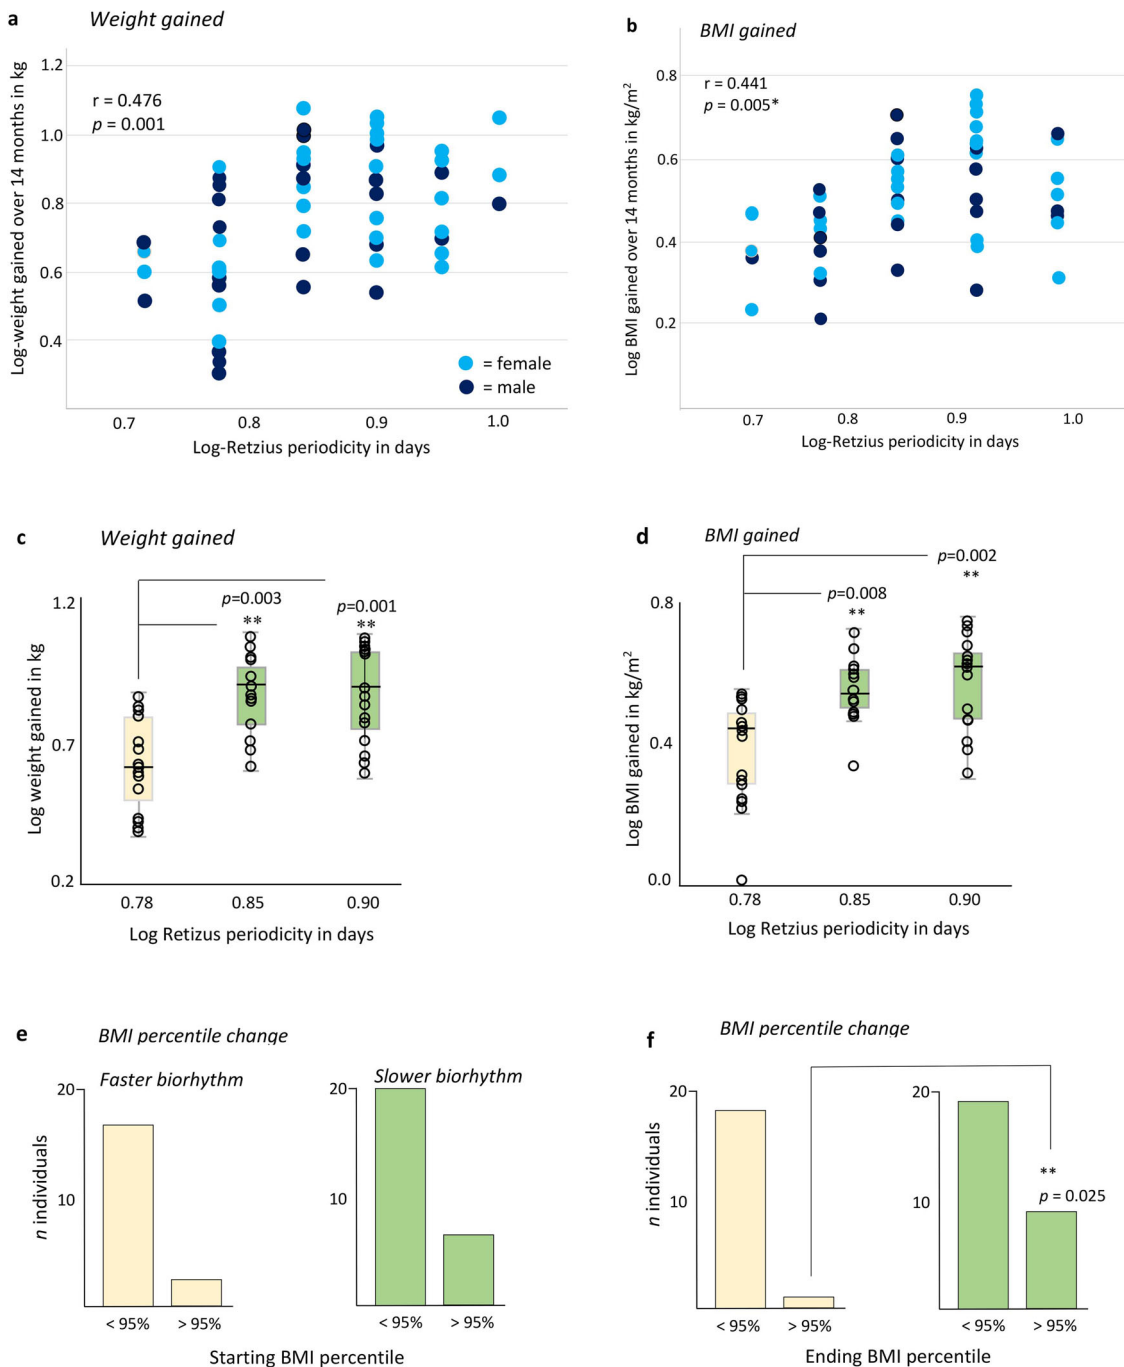 a
Weight gained
1.2
1.0
0.8
0.6
0.4
r = 0.476
p = 0.001
= female
= male
0.7
0.8
0.9
1.0
Log-Retzius periodicity in days
Log-weight gained over 14 months in kg
b
BMI gained
0.8
0.6
0.4
0.2
r = 0.441
p = 0.005*
0.7
0.8
0.9
1.0
Log-Retzius periodicity in days
Log BMI gained over 14 months in kg/m²
c
Weight gained
p=0.003
**
p=0.001
**
1.2
0.7
0.2
0.78
0.85
0.90
Log Retizus periodicity in days
Log weight gained in kg
d
BMI gained
p=0.002
**
p=0.008
**
0.8
0.4
0.0
0.78
0.85
0.90
Log Retzius periodicity in days
Log BMI gained in kg/m²
e
BMI percentile change
Faster biorhythm
Slower biorhythm
20
10
n individuals
20
10
< 95%
> 95%
< 95%
> 95%
Starting BMI percentile
f
BMI percentile change
20
10
n individuals
20
10
**
p = 0.025
< 95%
> 95%
< 95%
> 95%
Ending BMI percentile